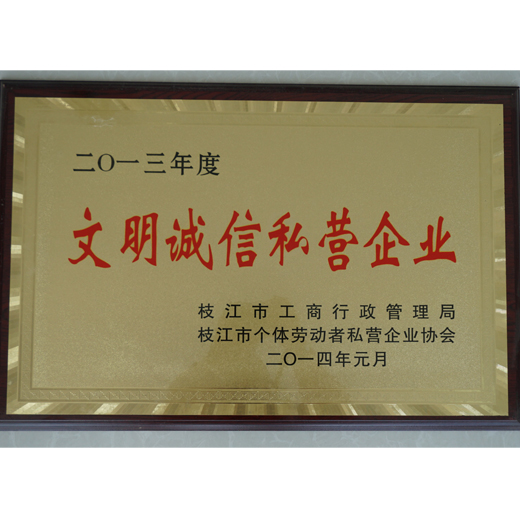 二〇一三年度
文明诚信私营企业
枝江市工商行政管理局
枝江市个体劳动者私营企业协会
二〇一四年元月